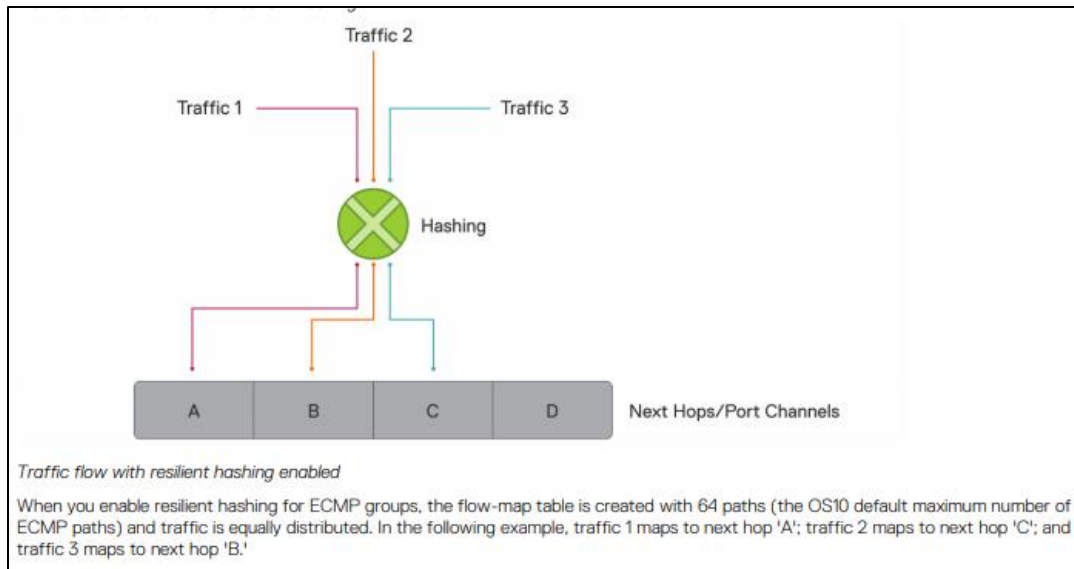 Traffic 2
Traffic 1
Traffic 3
Hashing
A
B
C
D
Next Hops/Port Channels
Traffic flow with resilient hashing enabled
When you enable resilient hashing for ECMP groups, the flow-map table is created with 64 paths (the OS10 default maximum number of
ECMP paths) and traffic is equally distributed. In the following example, traffic 1 maps to next hop 'A'; traffic 2 maps to next hop 'C'; and
traffic 3 maps to next hop 'B.'